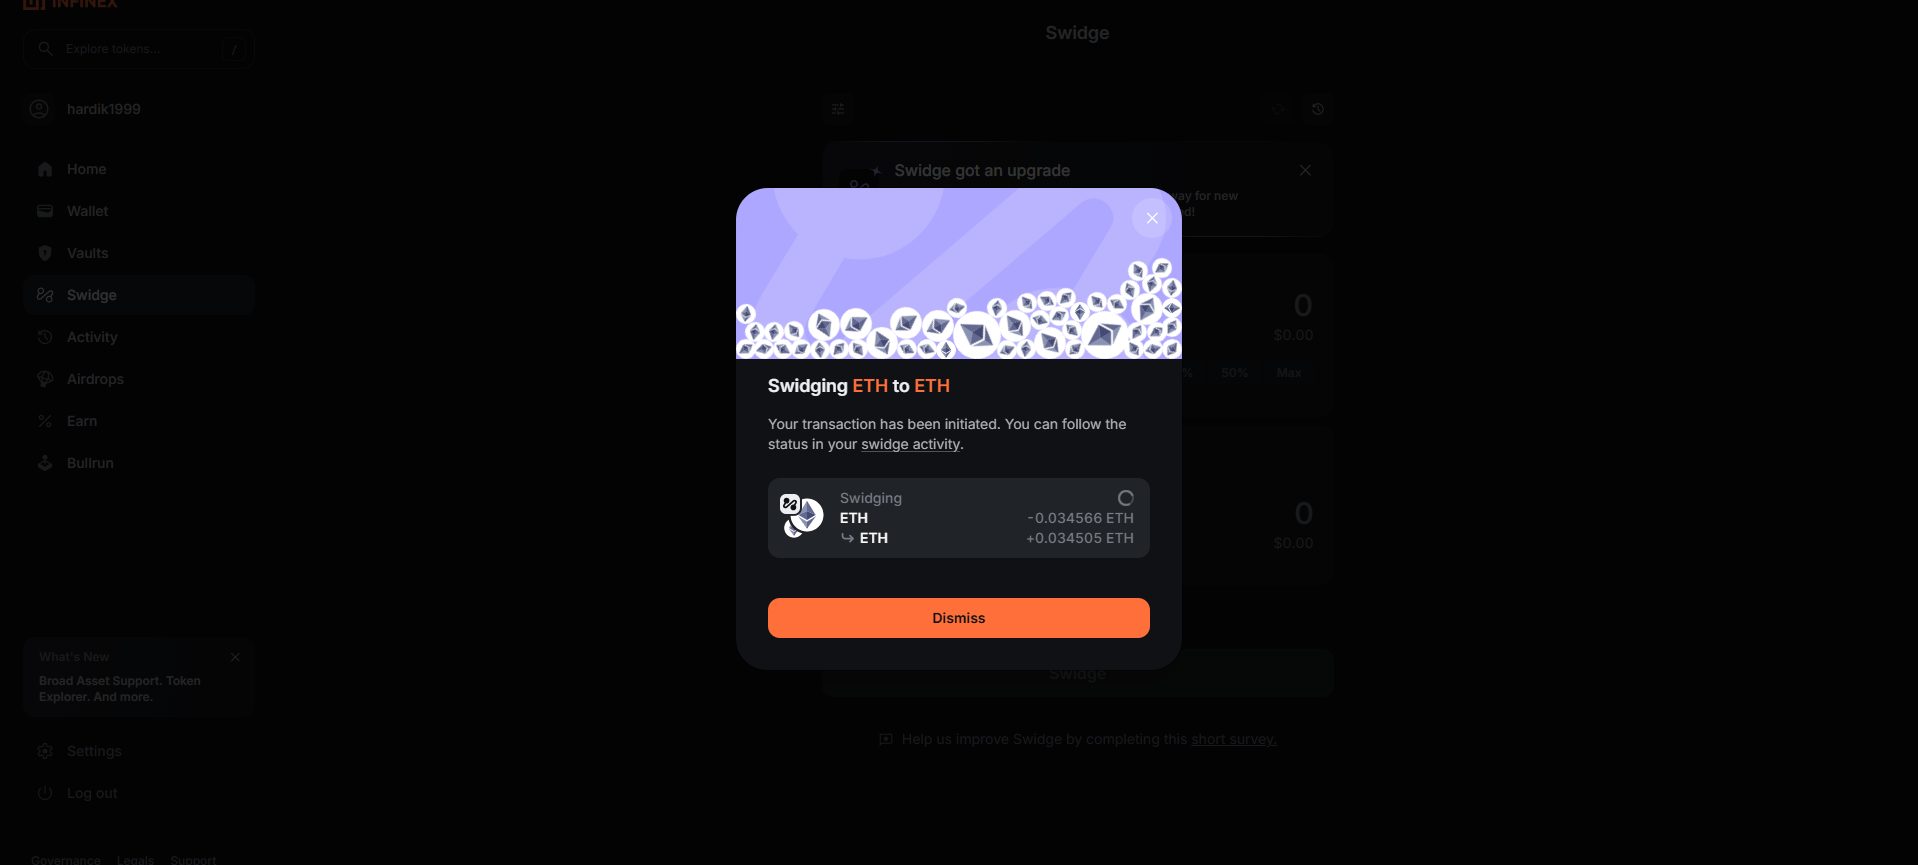 INFINEX
Explore tokens...
/
hardik1999
Home
Wallet
Vaults
Swidge
Activity
Airdrops
Earn
Bullrun
What's New
Broad Asset Support. Token
Explorer. And more.
Settings
Log out
Governance Legals Support
Swidge
Swidge got an upgrade
way for new
ed!
0
$0.00
% 50% Max
0
$0.00
Swidge
Help us improve Swidge by completing this short survey.
Swidging ETH to ETH
Your transaction has been initiated. You can follow the
status in your swidge activity.
Swidging
ETH -0.034566 ETH
ETH +0.034505 ETH
Dismiss